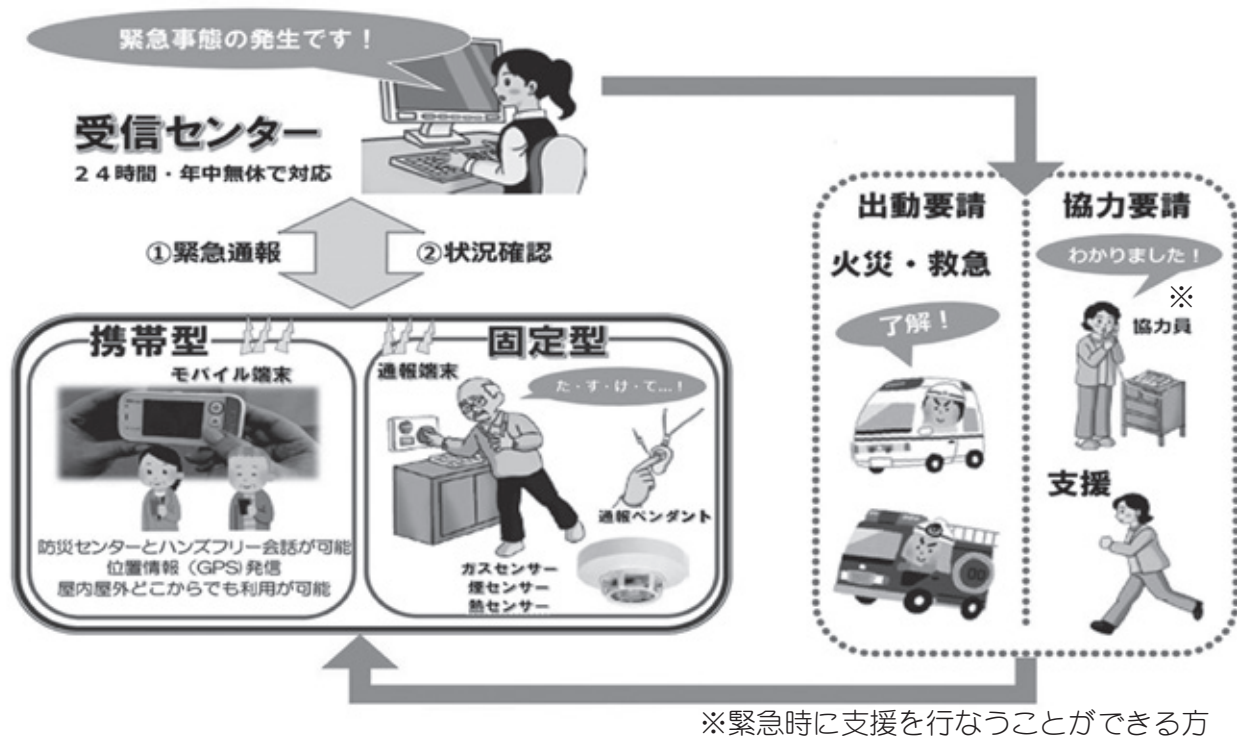 緊急事態の発生です！
受信センター
２４時間・年中無休で対応
①緊急通報
②状況確認
携帯型
モバイル端末
防災センターとハンズフリー会話が可能
位置情報（GPS)発信
屋内屋外どこからでも利用が可能
固定型
通報端末
た・す・け・て…！
通報ペンダント
ガスセンサー
煙センサー
熱センサー
出動要請
火災・救急
了解！
協力要請
わかりました！
※
協力員
支援
※緊急時に支援を行なうことができる方